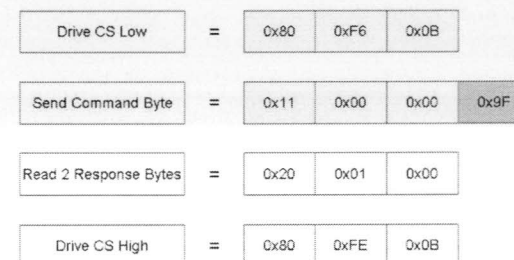 Drive CS Low = 0x80 0xF6 0x0B
Send Command Byte = 0x11 0x00 0x00 0x9F
Read 2 Response Bytes = 0x20 0x01 0x00
Drive CS High = 0x80 0xFE 0x0B